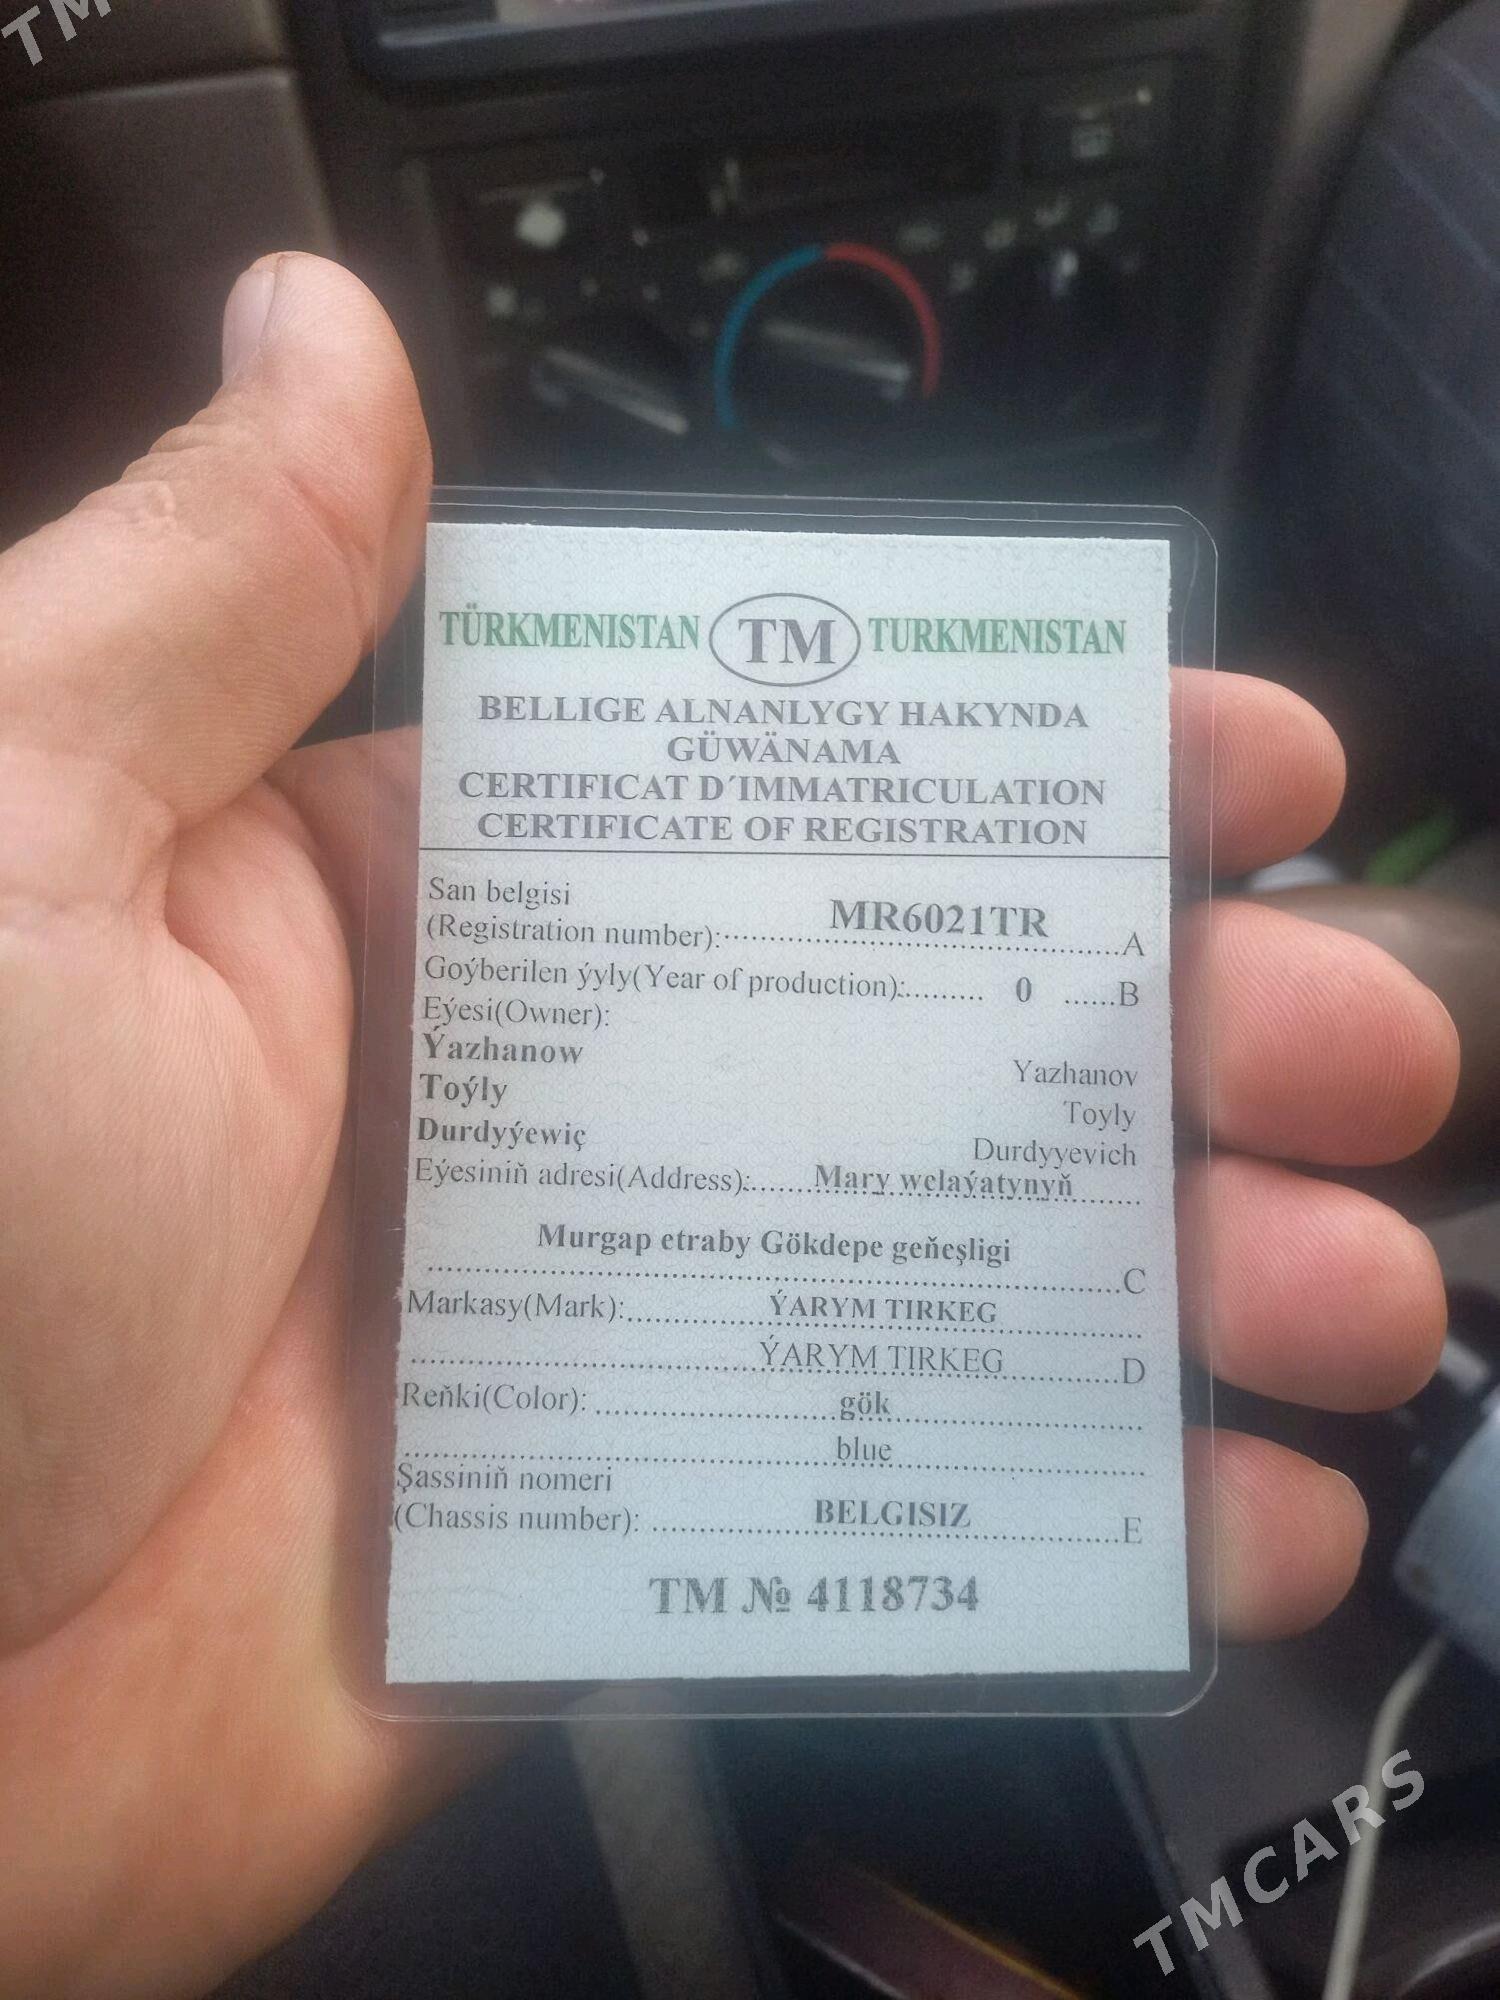 TM
TÜRKMENISTAN TM TURKMENISTAN
BELLIGE ALNANLYGY HAKYNDA
GÜWÄNAMA
CERTIFICAT D´IMMATRICULATION
CERTIFICATE OF REGISTRATION
San belgisi
(Registration number):..........MR6021TR..........A
Goýberilen ýyly(Year of production):......... 0 ......B
Eýesi(Owner):
Ýazhanow Yazhanov
Toýly Toyly
Durdyýewiç Durdyyevich
Eýesiniň adresi(Address):......Mary welaýatynyň......
Murgap etraby Gökdepe geňeşligi
..........C
Markasy(Mark):..........ÝARYM TIRKEG..........
..........ÝARYM TIRKEG..........D
Reňki(Color):..........gök..........
..........blue..........
Şassiniň nomeri
(Chassis number): ..........BELGISIZ..........E
TM № 4118734
TMCARS